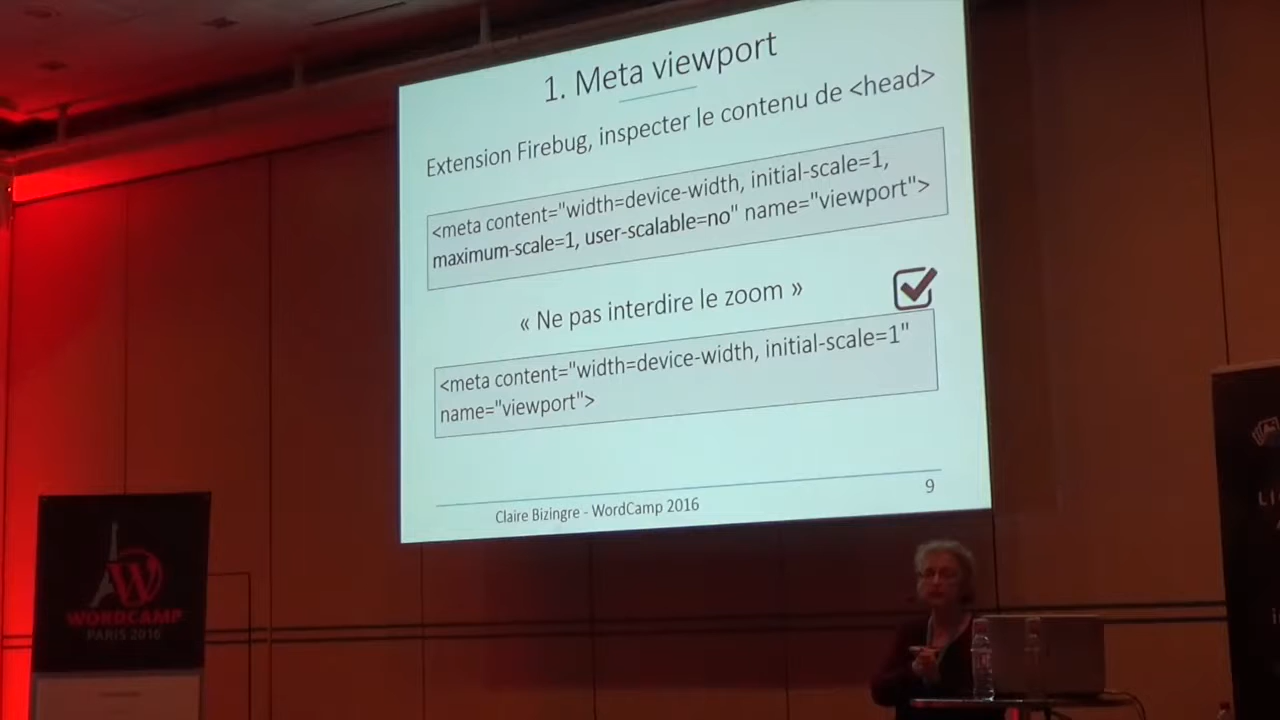 1. Meta viewport
Extension Firebug, inspecter le contenu de <head>
<meta content="width=device-width, initial-scale=1,
maximum-scale=1, user-scalable=no" name="viewport">
« Ne pas interdire le zoom »
<meta content="width=device-width, initial-scale=1"
name="viewport">
Claire Bizingre - WordCamp 2016
9
WORDCAMP
PARIS 2016